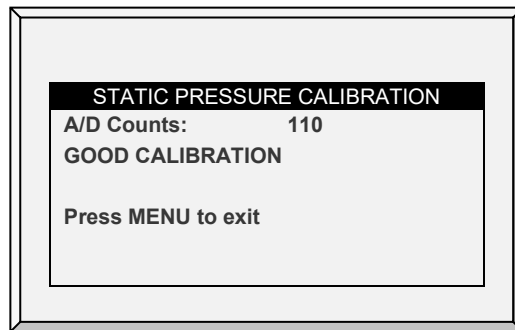 STATIC PRESSURE CALIBRATION
A/D Counts: 110
GOOD CALIBRATION
Press MENU to exit